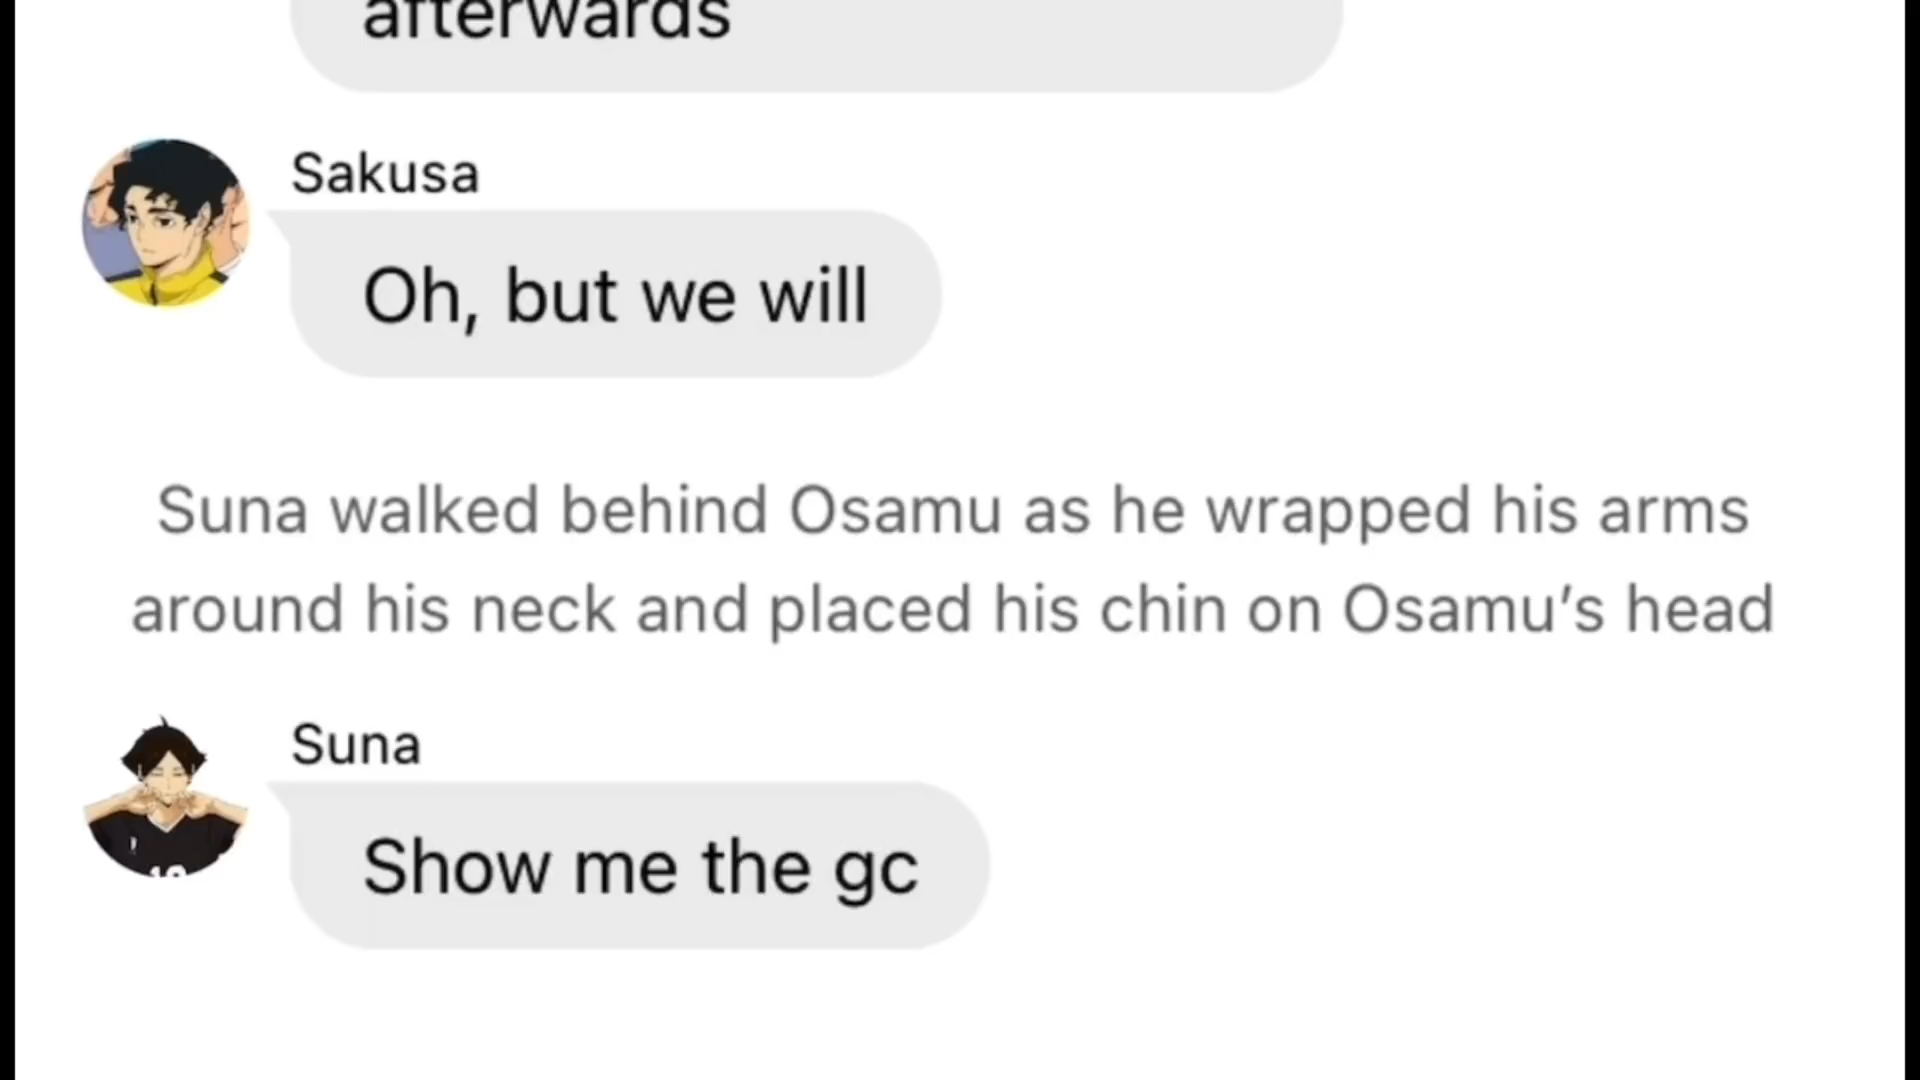 afterwards
Sakusa
Oh, but we will
Suna walked behind Osamu as he wrapped his arms
around his neck and placed his chin on Osamu’s head
Suna
Show me the gc